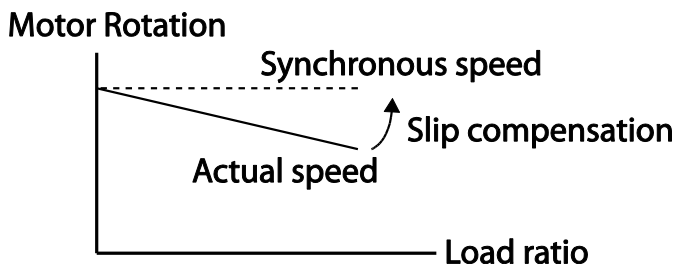 Motor Rotation
Synchronous speed
Slip compensation
Actual speed
Load ratio